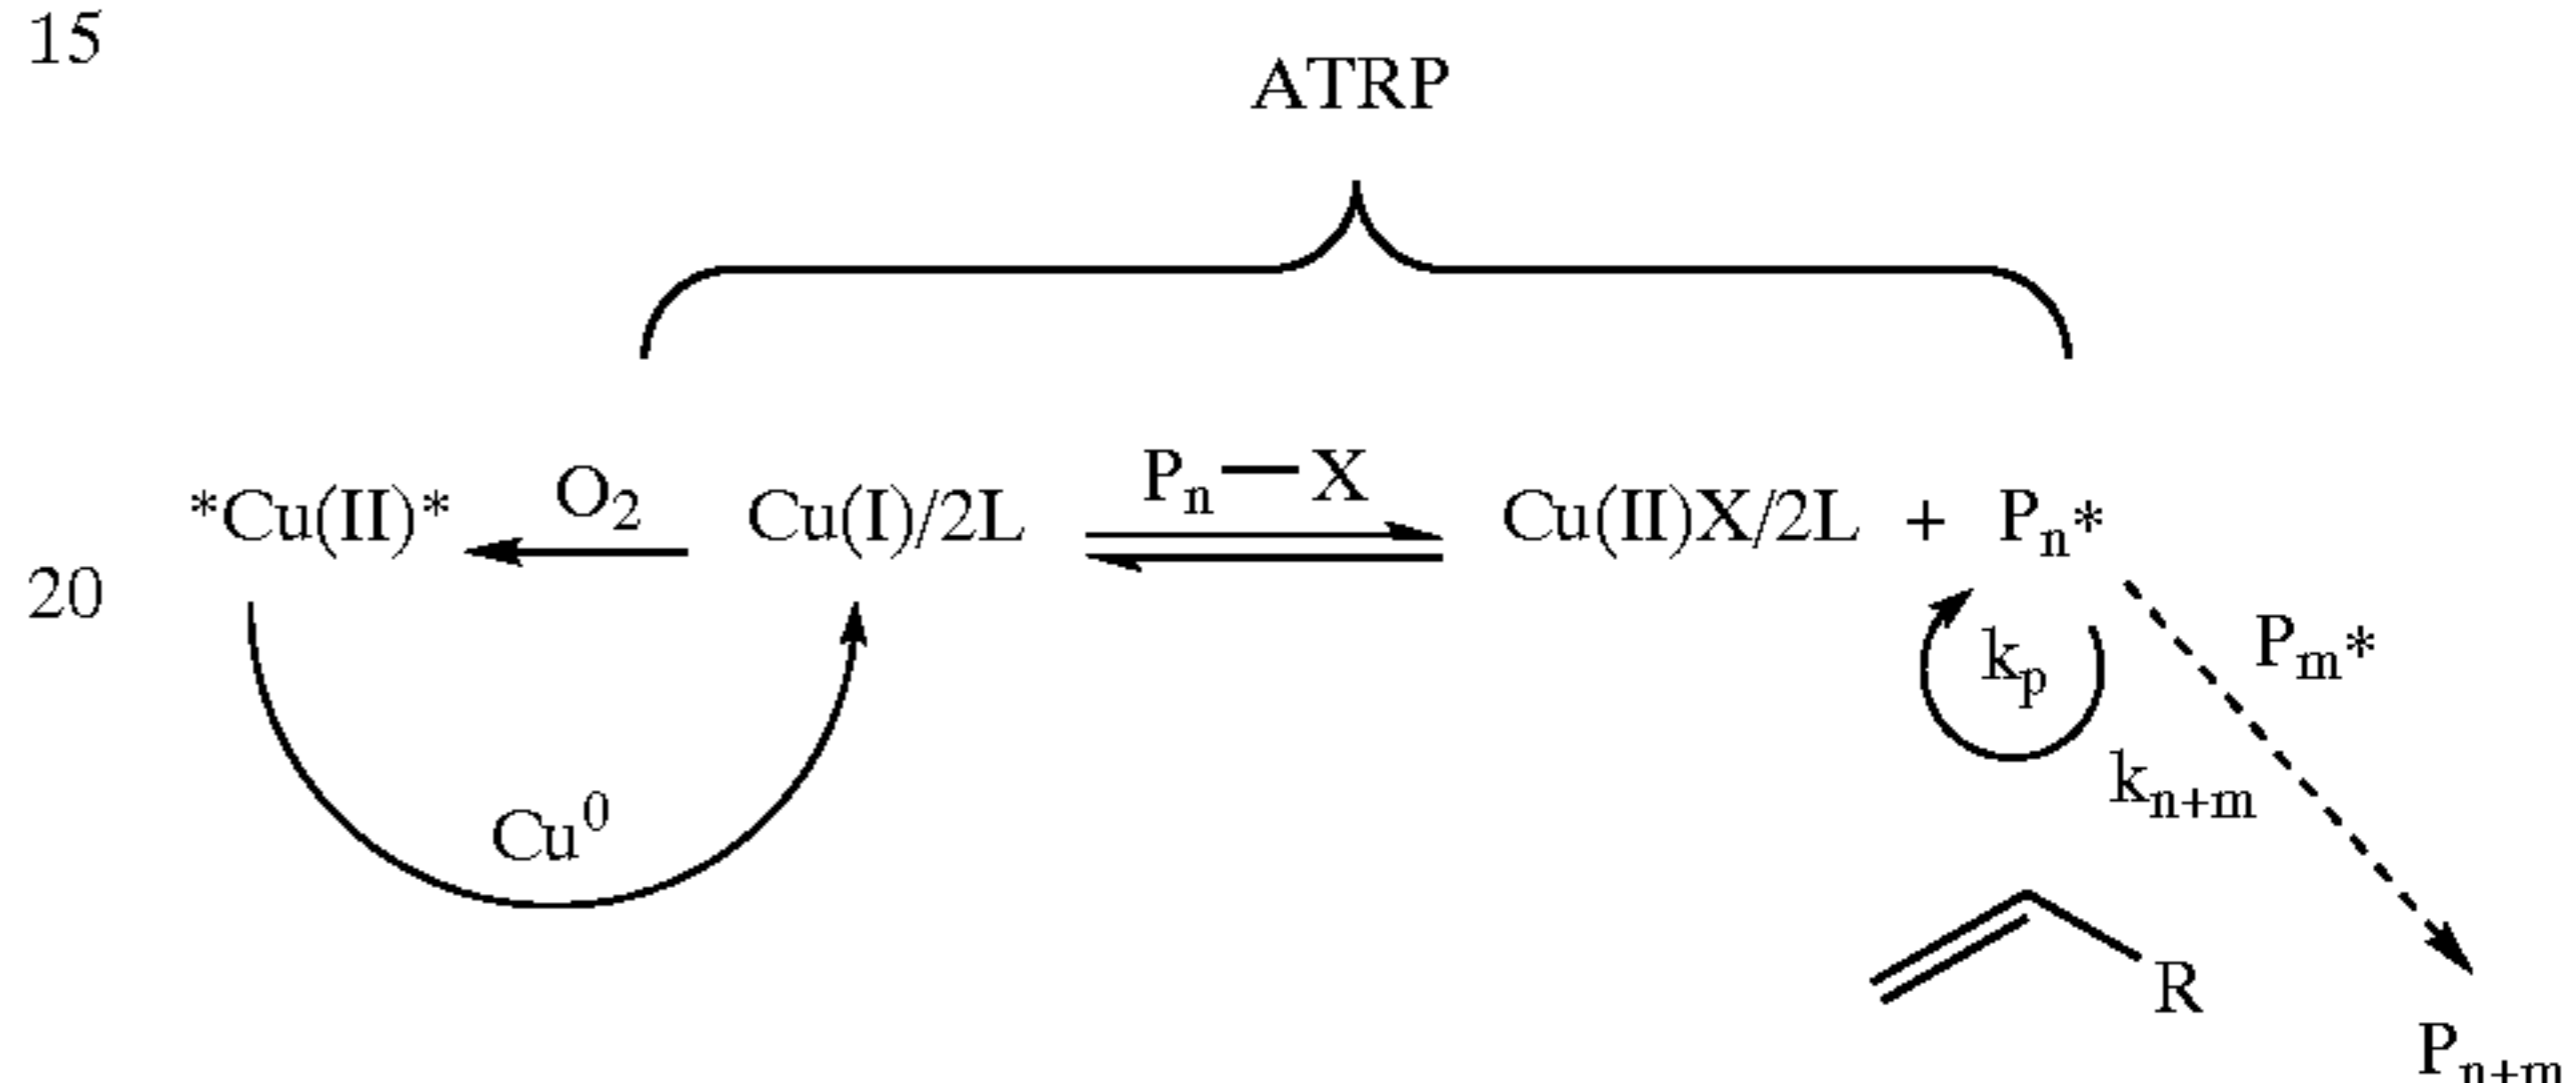 15
ATRP
*Cu(II)* O₂ Cu(I)/2L Pₙ—X Cu(II)X/2L + Pₙ*
20
kₚ Pₘ*
kₙ₊ₘ
Cu⁰
R
Pₙ₊ₘ